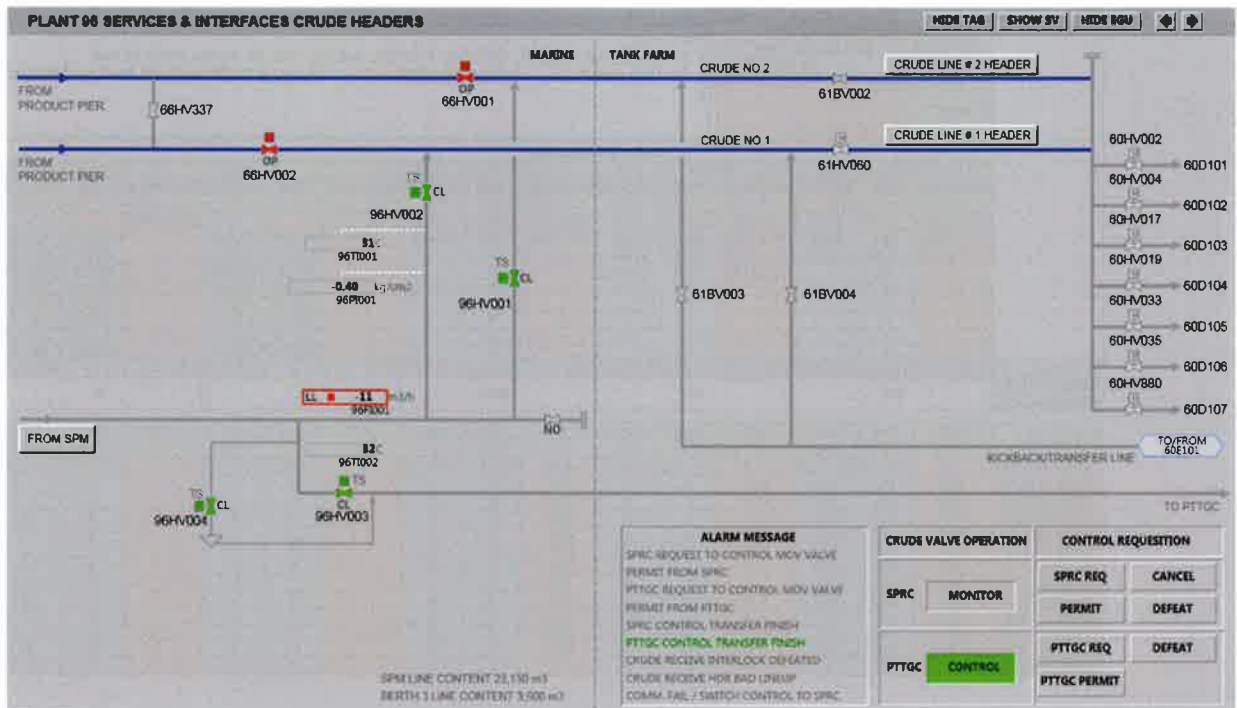 PLANT 96 SERVICES & INTERFACES CRUDE HEADERS
HIDE TAG
SHOW SV
HIDE EGU
MARINE
TANK FARM
CRUDE NO 2
CRUDE LINE # 2 HEADER
FROM
PRODUCT PIER
66HV337
OP
66HV001
61BV002
CRUDE NO 1
CRUDE LINE # 1 HEADER
60HV002
FROM
PRODUCT PIER
OP
66HV002
61HV060
60D101
TS
CL
96HV002
60HV004
60D102
60HV017
96TI001
60D103
60HV019
TS
CL
96HV001
-0.40
96PI001
61BV003
61BV004
60D104
60HV033
60D105
60HV035
60D106
60HV880
60D107
LL
-11
m3/h
96FI001
NO
FROM SPM
TO/FROM
60E101
KICKBACK/TRANSFER LINE
96TI002
TS
CL
96HV004
TS
CL
96HV003
TO PTTGC
ALARM MESSAGE
SPRC REQUEST TO CONTROL MOV VALVE
PERMIT FROM SPRC
PTTGC REQUEST TO CONTROL MOV VALVE
PERMIT FROM PTTGC
SPRC CONTROL TRANSFER FINISH
PTTGC CONTROL TRANSFER FINISH
CRUDE RECEIVE INTERLOCK DEFEATED
CRUDE RECEIVE HDR BAD LINEUP
COMM. FAIL / SWITCH CONTROL TO SPRC
CRUDE VALVE OPERATION
SPRC
MONITOR
PTTGC
CONTROL
CONTROL REQUESITION
SPRC REQ
CANCEL
PERMIT
DEFEAT
PTTGC REQ
DEFEAT
PTTGC PERMIT
SPM LINE CONTENT 23,150 m3
BERTH 1 LINE CONTENT 3,900 m3